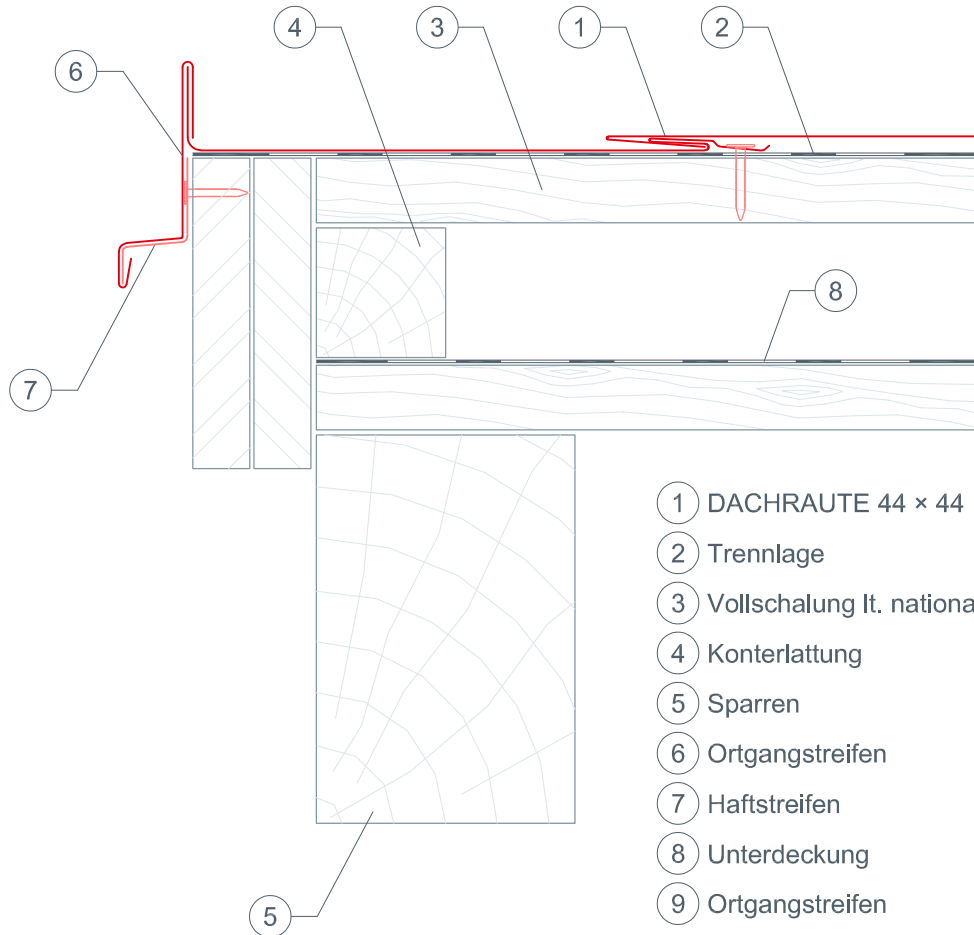 4 3 1 2
6
8
7
1 DACHRAUTE 44 × 44
2 Trennlage
3 Vollschalung lt. nationa
4 Konterlattung
5 Sparren
6 Ortgangstreifen
7 Haftstreifen
8 Unterdeckung
9 Ortgangstreifen
5